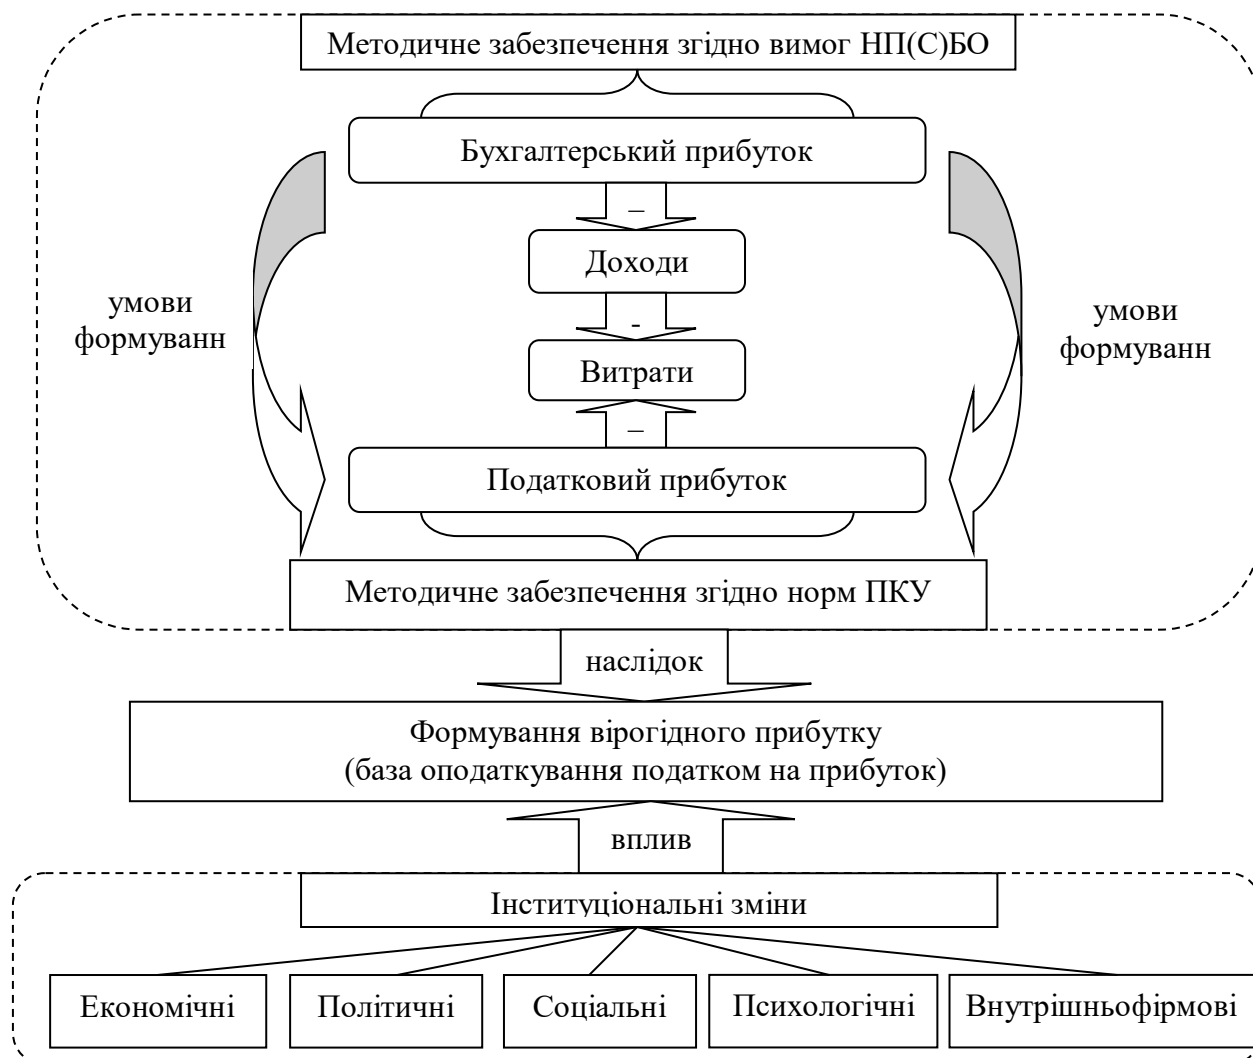 Методичне забезпечення згідно вимог НП(С)БО
Бухгалтерський прибуток
–
Доходи
умови
формуванн
-
умови
формуванн
Витрати
–
Податковий прибуток
Методичне забезпечення згідно норм ПКУ
наслідок
Формування вірогідного прибутку
(база оподаткування податком на прибуток)
вплив
Інституціональні зміни
Економічні
Політичні
Соціальні
Психологічні
Внутрішньофірмові